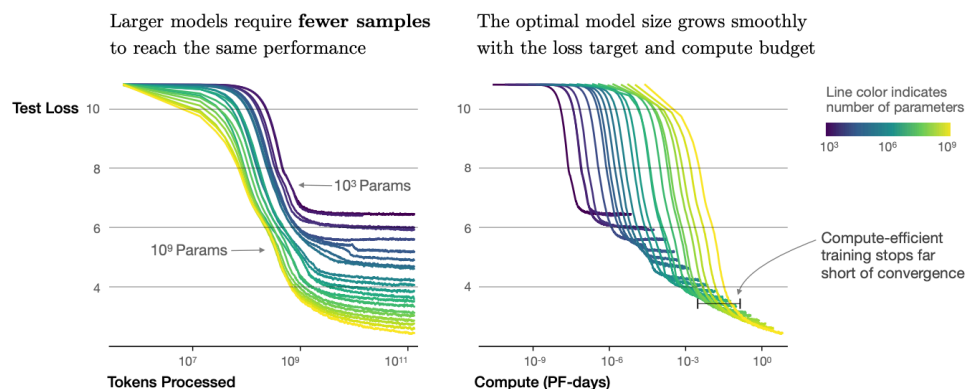 Larger models require fewer samples
to reach the same performance
The optimal model size grows smoothly
with the loss target and compute budget
Test Loss
10
8
6
4
10³ Params
10⁹ Params
10⁷
10⁹
10¹¹
Tokens Processed
10
8
6
4
10⁻⁹
10⁻⁶
10⁻³
10⁰
Compute (PF-days)
Line color indicates
number of parameters
10³
10⁶
10⁹
Compute-efficient
training stops far
short of convergence